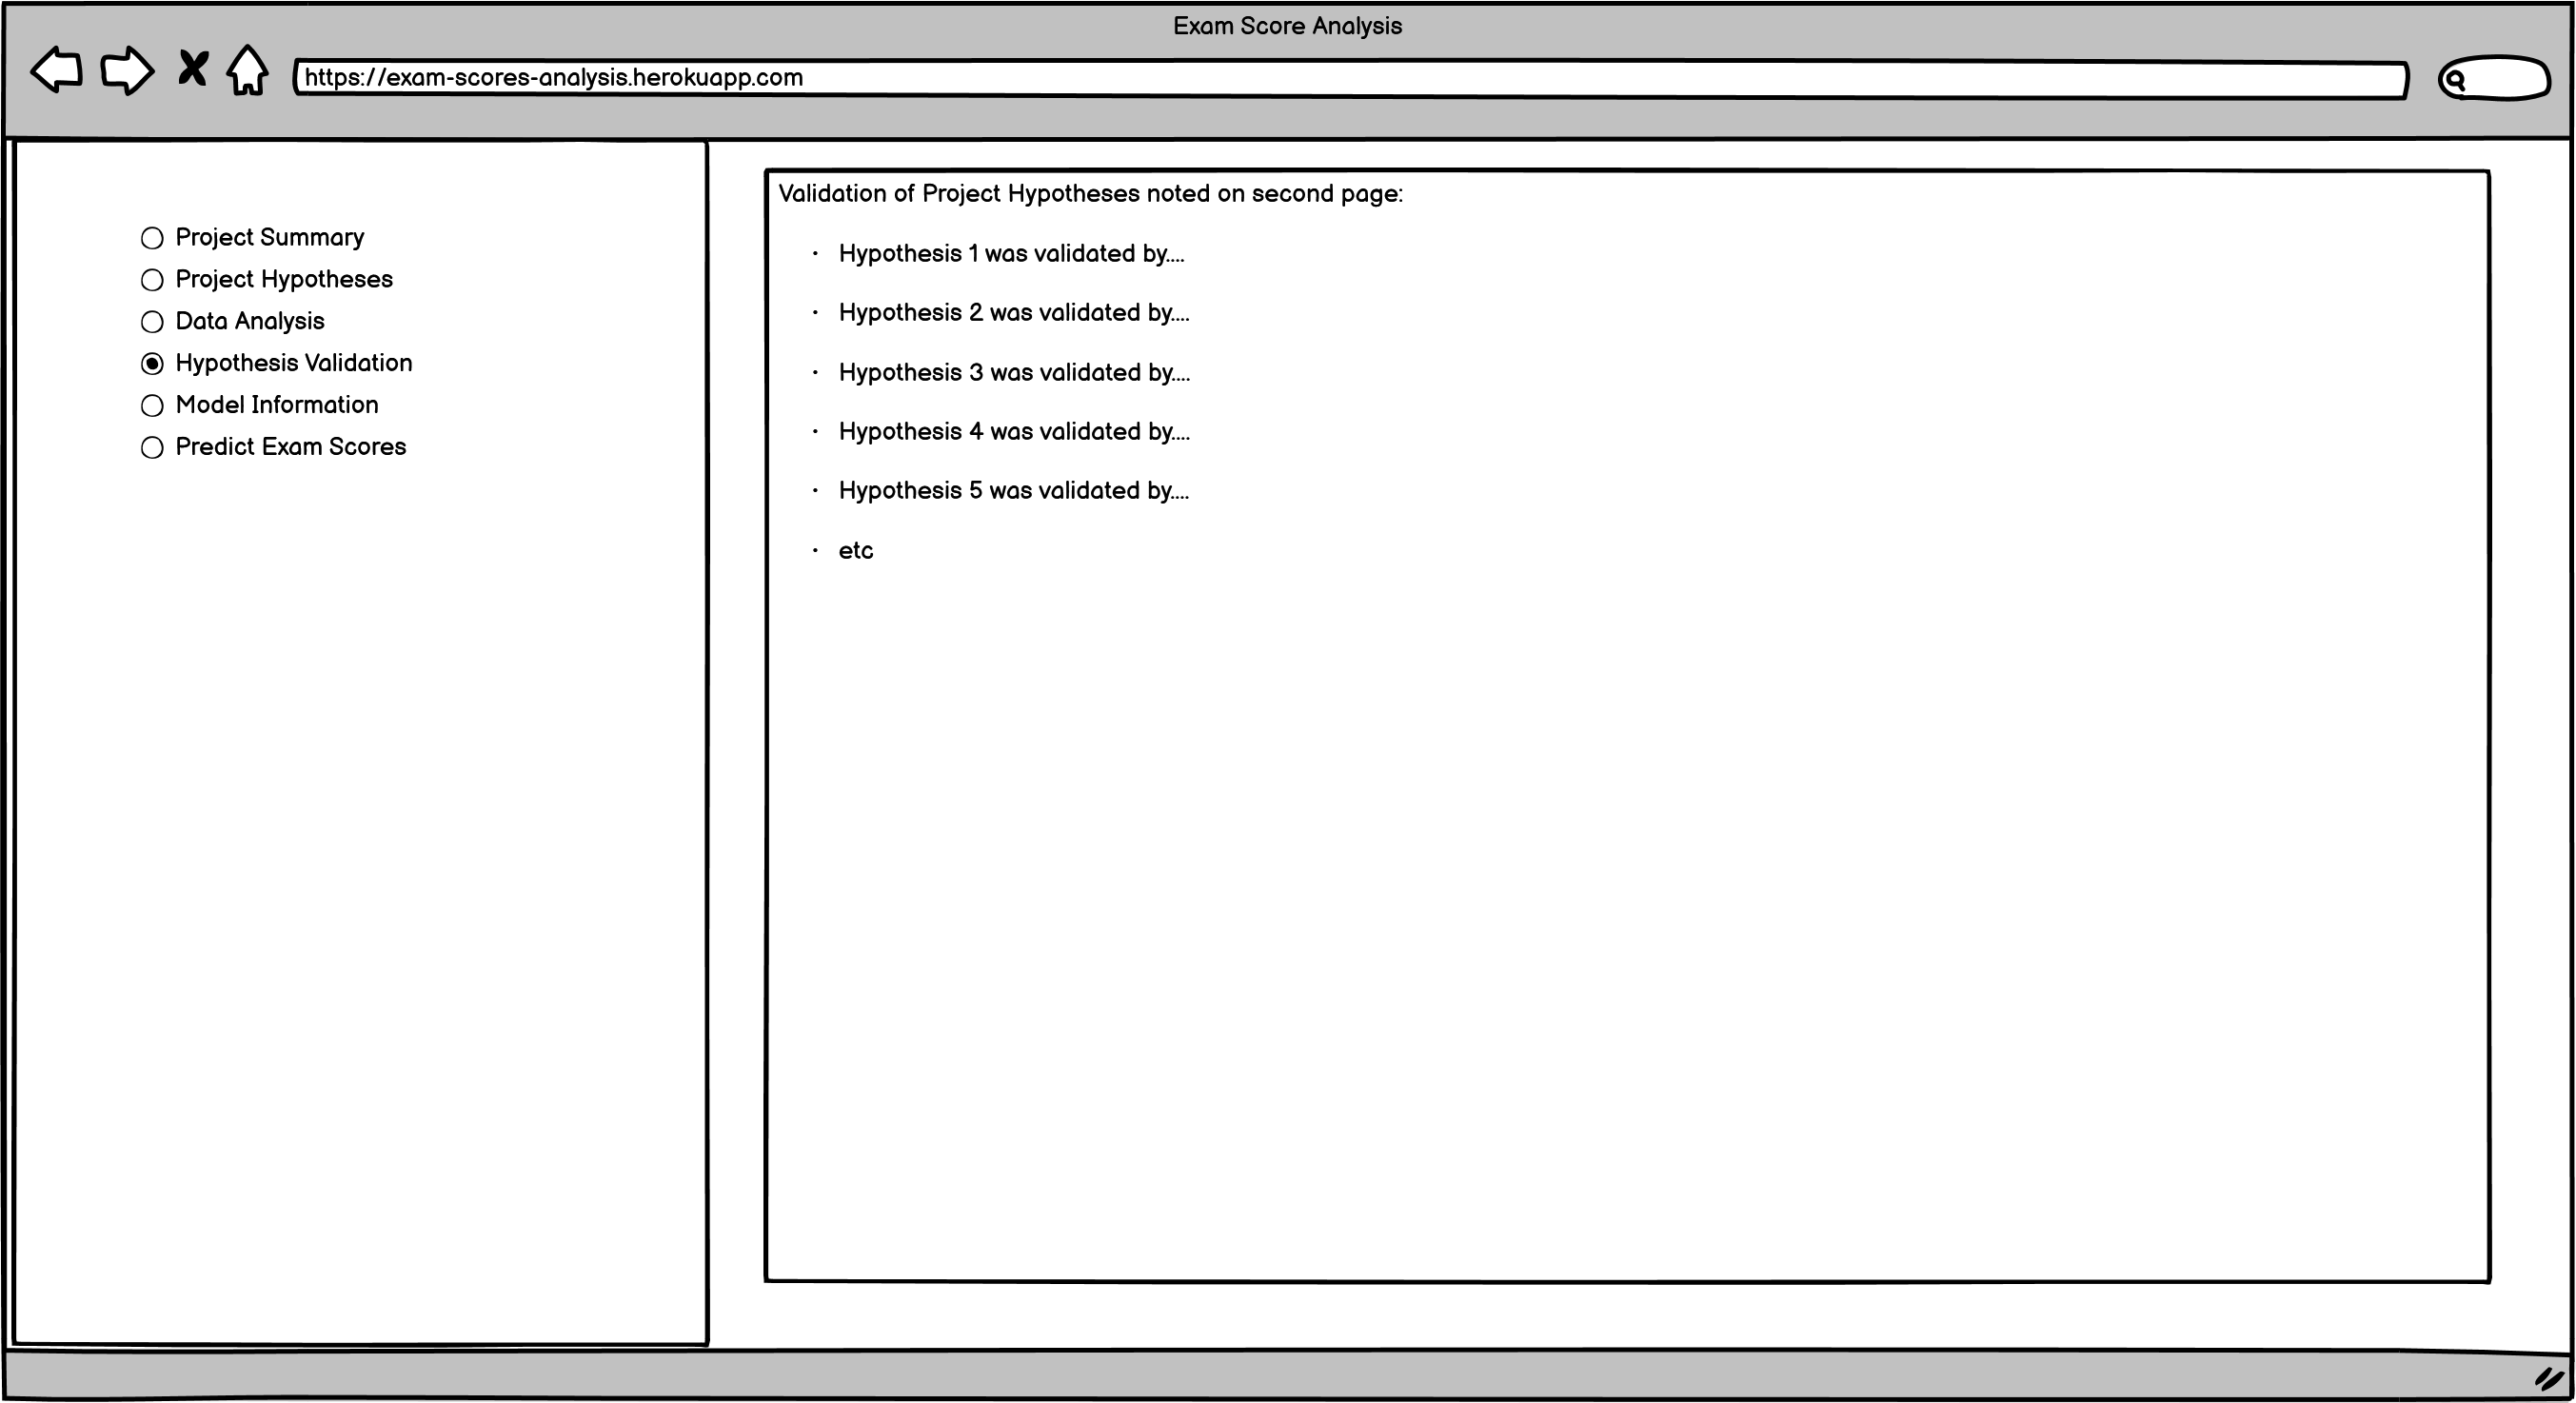 Exam Score Analysis
https://exam-scores-analysis.herokuapp.com
Project Summary
Project Hypotheses
Data Analysis
Hypothesis Validation
Model Information
Predict Exam Scores
Validation of Project Hypotheses noted on second page:
· Hypothesis 1 was validated by....
· Hypothesis 2 was validated by....
· Hypothesis 3 was validated by....
· Hypothesis 4 was validated by....
· Hypothesis 5 was validated by....
· etc